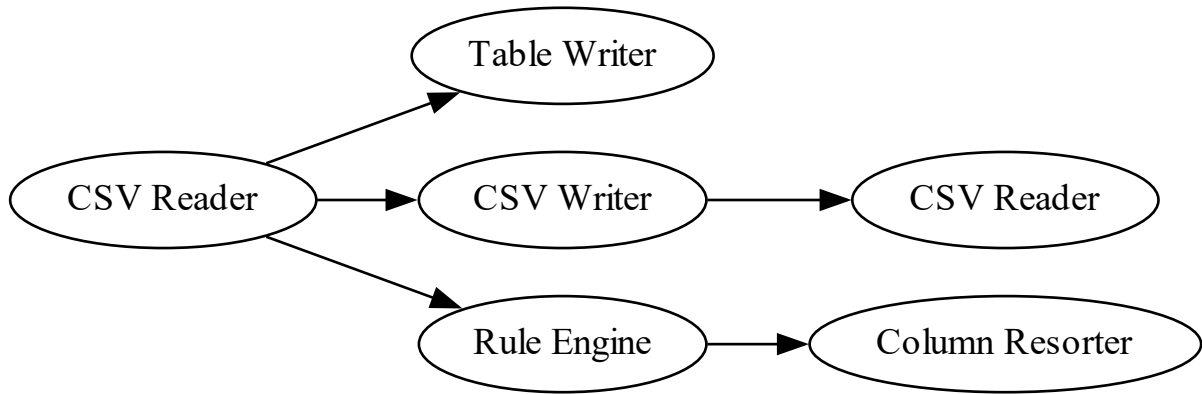 Table Writer
CSV Reader
CSV Writer
CSV Reader
Rule Engine
Column Resorter